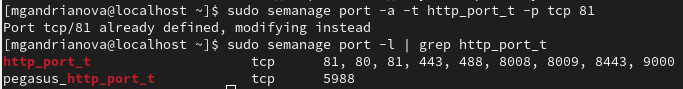 [mgandrianova@localhost ~]$ sudo semanage port -a -t http_port_t -p tcp 81
Port tcp/81 already defined, modifying instead
[mgandrianova@localhost ~]$ sudo semanage port -l | grep http_port_t
http_port_t tcp 81, 80, 81, 443, 488, 8008, 8009, 8443, 9000
pegasus_http_port_t tcp 5988